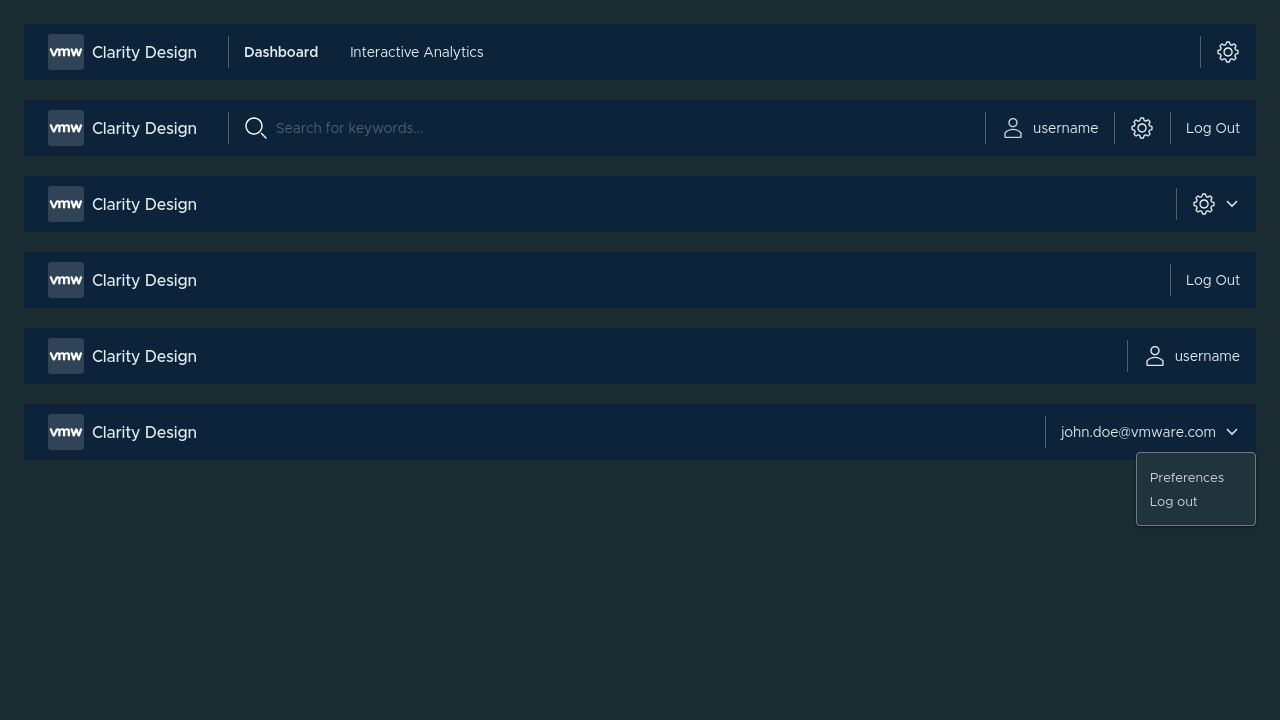 vmw Clarity Design Dashboard Interactive Analytics
vmw Clarity Design Search for keywords... username Log Out
vmw Clarity Design
vmw Clarity Design Log Out
vmw Clarity Design username
vmw Clarity Design john.doe@vmware.com
Preferences
Log out